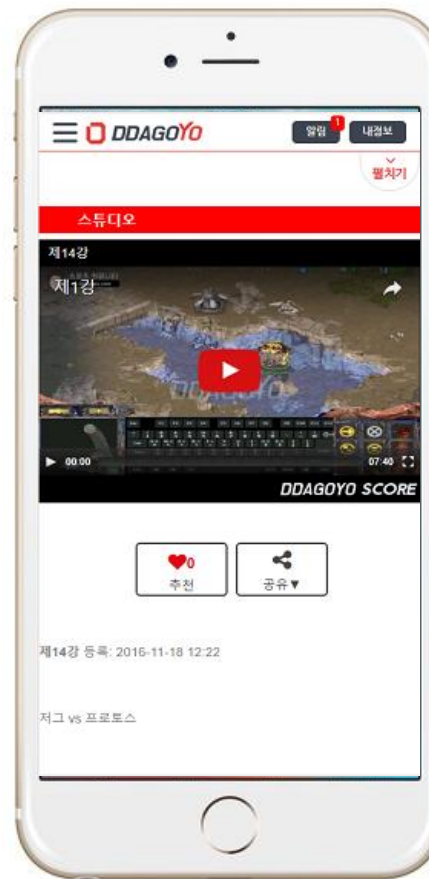 DDAGOYO
알림 1
내정보
펼치기
스튜디오
제14강
제1강
DDAGOYO
00:00
07:40
DDAGOYO SCORE
0
추천
공유▼
제14강 등록: 2016-11-18 12:22
저그 vs 프로토스